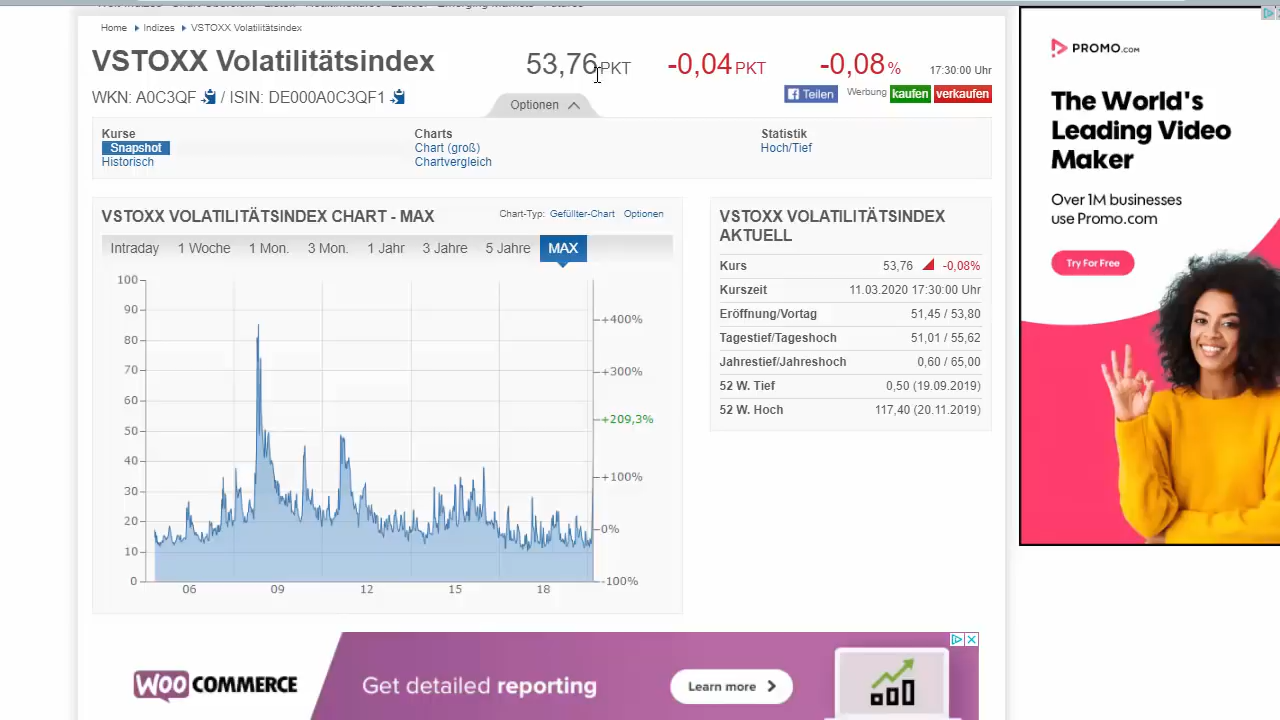 Home ▸ Indizes ▸ VSTOXX Volatilitätsindex
VSTOXX Volatilitätsindex
53,76 PKT
-0,04 PKT
-0,08 %
17:30:00 Uhr
WKN: A0C3QF / ISIN: DE000A0C3QF1
Optionen
Teilen
Werbung
kaufen
verkaufen
Kurse
Snapshot
Historisch
Charts
Chart (groß)
Chartvergleich
Statistik
Hoch/Tief
VSTOXX VOLATILITÄTSINDEX CHART - MAX
Chart-Typ: Gefüllter-Chart Optionen
Intraday 1 Woche 1 Mon. 3 Mon. 1 Jahr 3 Jahre 5 Jahre MAX
100
90
80
70
60
50
40
30
20
10
0
+400%
+300%
+209,3%
+100%
0%
-100%
06 09 12 15 18
VSTOXX VOLATILITÄTSINDEX
AKTUELL
Kurs 53,76 -0,08%
Kurszeit 11.03.2020 17:30:00 Uhr
Eröffnung/Vortag 51,45 / 53,80
Tagestief/Tageshoch 51,01 / 55,62
Jahrestief/Jahreshoch 0,60 / 65,00
52 W. Tief 0,50 (19.09.2019)
52 W. Hoch 117,40 (20.11.2019)
PROMO.COM
The World's
Leading Video
Maker
Over 1M businesses
use Promo.com
Try For Free
WOOCOMMERCE
Get detailed reporting
Learn more